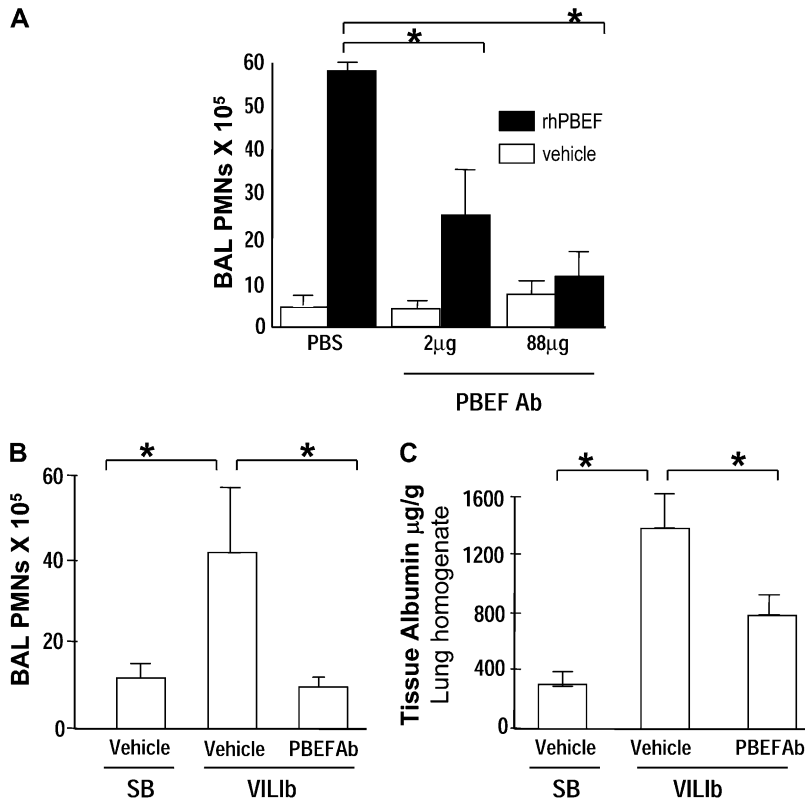 A
*
*
BAL PMNs X 10⁵
60
50
40
30
20
10
0
rhPBEF
vehicle
PBS
2µg
88µg
PBEF Ab
B
*
*
BAL PMNs X 10⁵
60
40
20
0
Vehicle
Vehicle
PBEFAb
SB
VILIb
C
*
*
Tissue Albumin µg/g
Lung homogenate
1600
1200
800
400
0
Vehicle
Vehicle
PBEFAb
SB
VILIb